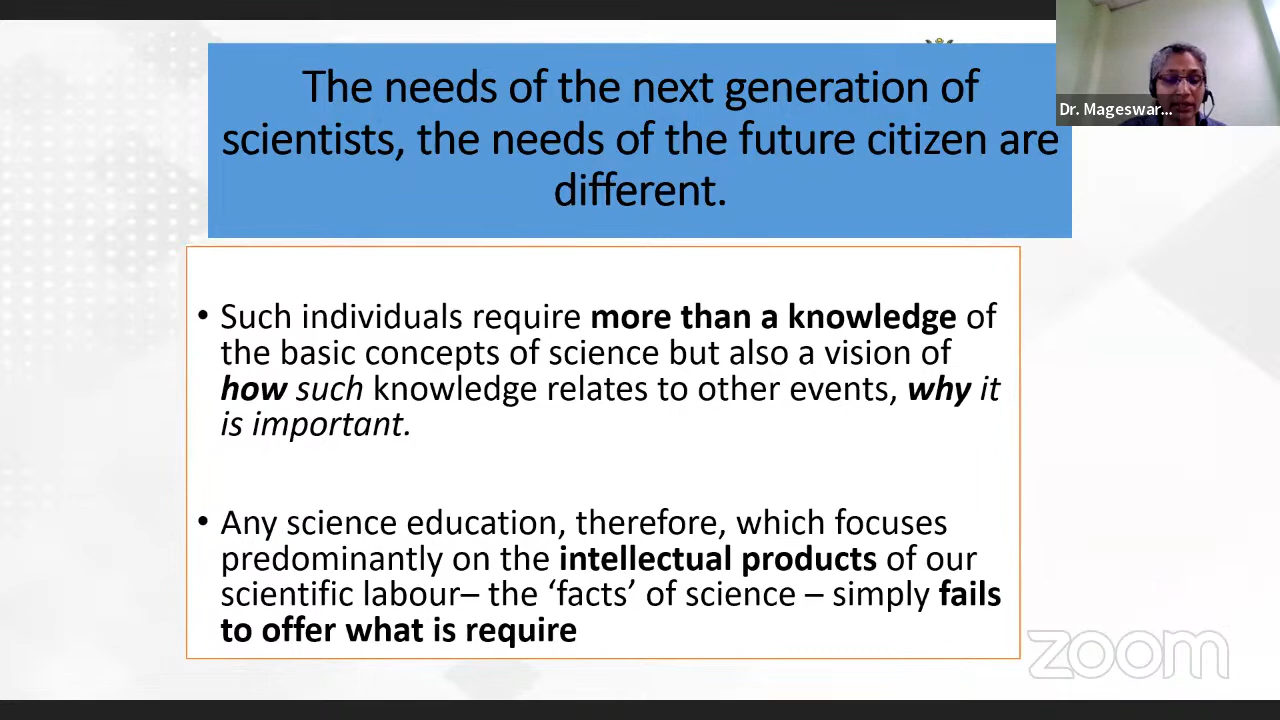 The needs of the next generation of
scientists, the needs of the future citizen are
different.
Dr. Mageswar...
• Such individuals require more than a knowledge of
the basic concepts of science but also a vision of
how such knowledge relates to other events, why it
is important.
• Any science education, therefore, which focuses
predominantly on the intellectual products of our
scientific labour– the ‘facts’ of science – simply fails
to offer what is require
zoom